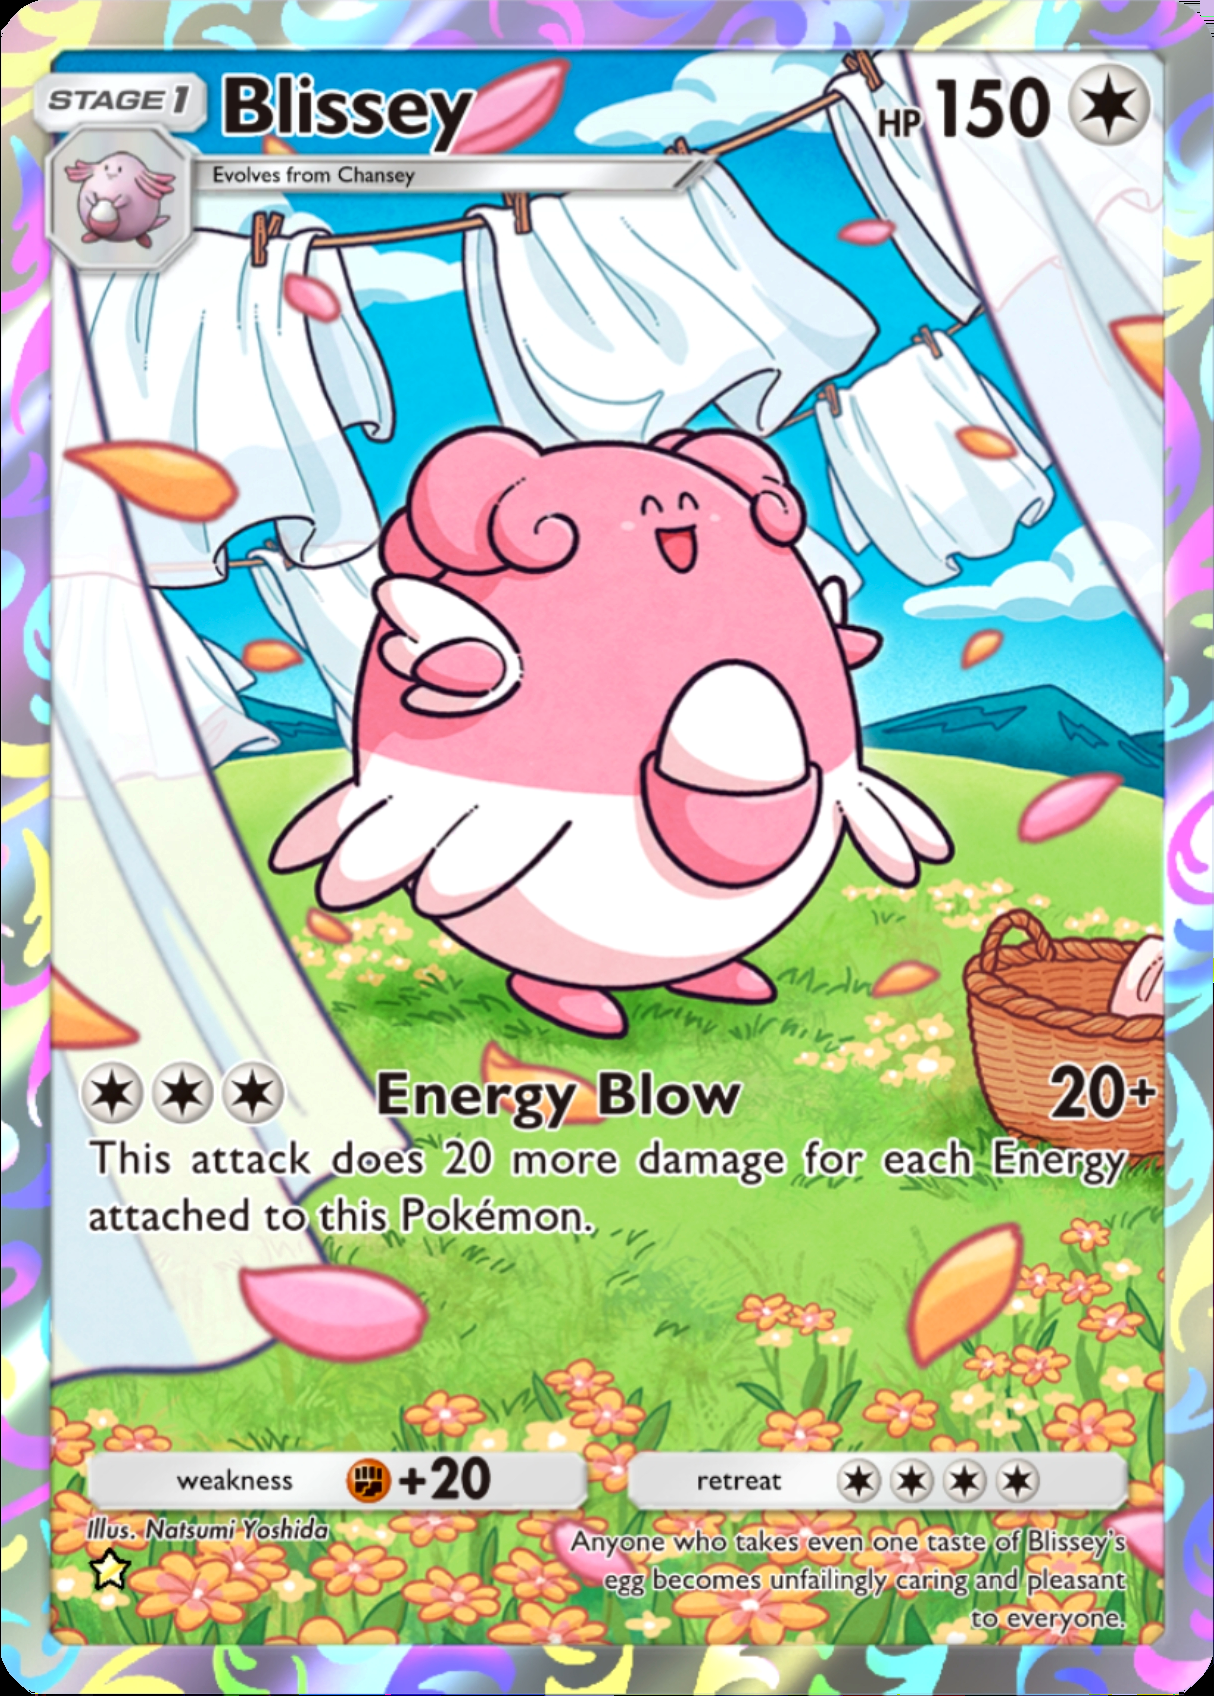 STAGE 1
Blissey
HP 150
Evolves from Chansey
Energy Blow 20+
This attack does 20 more damage for each Energy
attached to this Pokémon.
weakness +20
retreat
Illus. Natsumi Yoshida
Anyone who takes even one taste of Blissey's
egg becomes unfailingly caring and pleasant
to everyone.